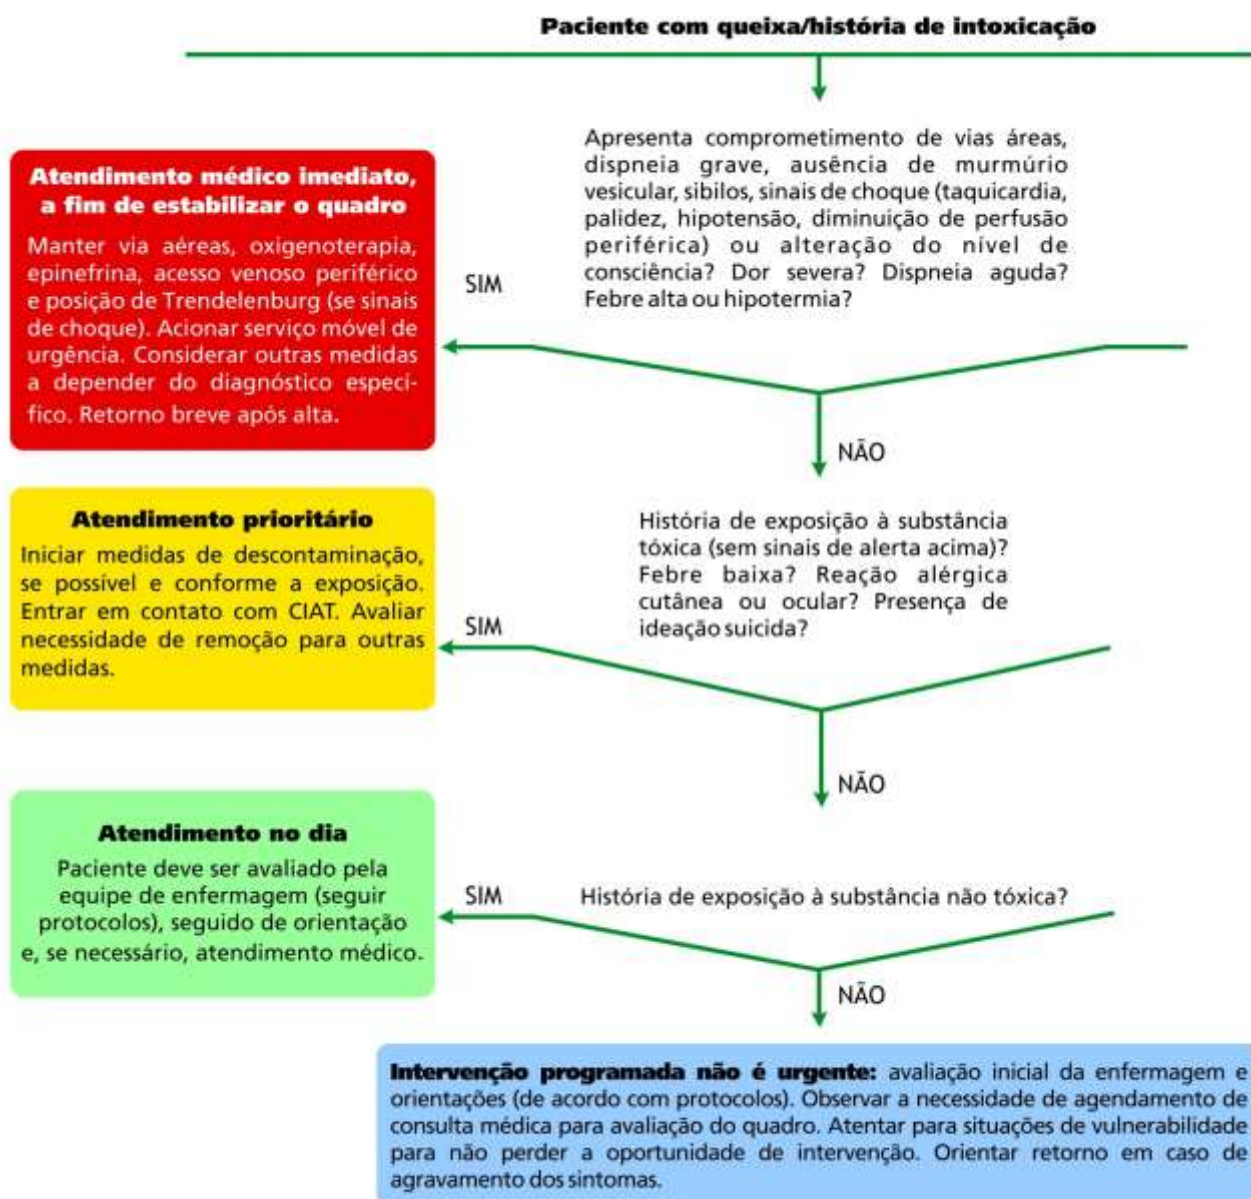 Paciente com queixa/história de intoxicação
Apresenta comprometimento de vias áreas,
dispneia grave, ausência de murmúrio
vesicular, sibilos, sinais de choque (taquicardia,
palidez, hipotensão, diminuição de perfusão
periférica) ou alteração do nível de
consciência? Dor severa? Dispneia aguda?
Febre alta ou hipotermia?
SIM
Atendimento médico imediato,
a fim de estabilizar o quadro
Manter via aéreas, oxigenoterapia,
epinefrina, acesso venoso periférico
e posição de Trendelenburg (se sinais
de choque). Acionar serviço móvel de
urgência. Considerar outras medidas
a depender do diagnóstico especí-
fico. Retorno breve após alta.
NÃO
História de exposição à substância
tóxica (sem sinais de alerta acima)?
Febre baixa? Reação alérgica
cutânea ou ocular? Presença de
ideação suicida?
SIM
Atendimento prioritário
Iniciar medidas de descontaminação,
se possível e conforme a exposição.
Entrar em contato com CIAT. Avaliar
necessidade de remoção para outras
medidas.
NÃO
História de exposição à substância não tóxica?
SIM
Atendimento no dia
Paciente deve ser avaliado pela
equipe de enfermagem (seguir
protocolos), seguido de orientação
e, se necessário, atendimento médico.
NÃO
Intervenção programada não é urgente: avaliação inicial da enfermagem e
orientações (de acordo com protocolos). Observar a necessidade de agendamento de
consulta médica para avaliação do quadro. Atentar para situações de vulnerabilidade
para não perder a oportunidade de intervenção. Orientar retorno em caso de
agravamento dos sintomas.